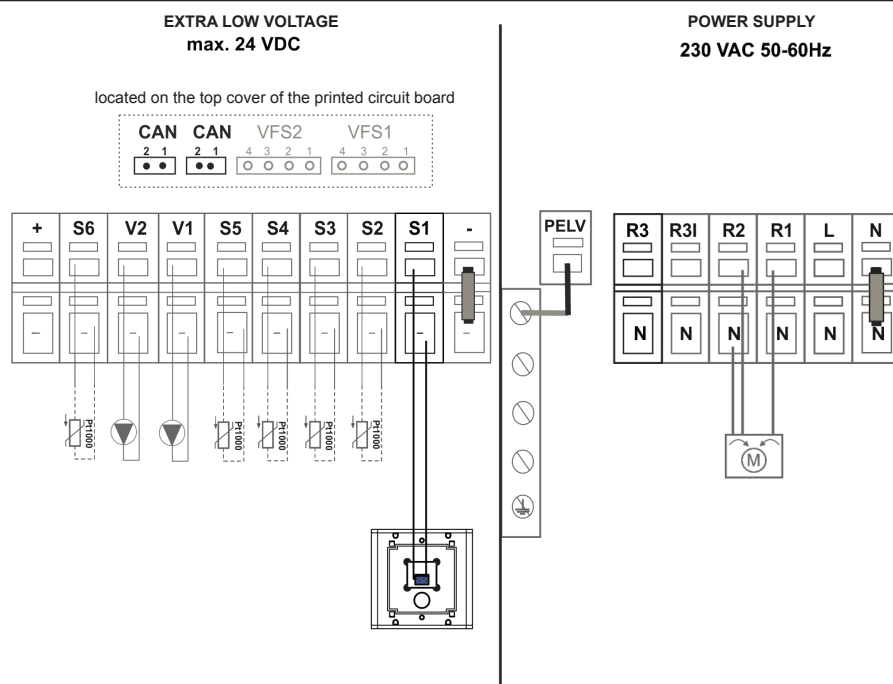 EXTRA LOW VOLTAGE
max. 24 VDC
POWER SUPPLY
230 VAC 50-60Hz
located on the top cover of the printed circuit board
CAN CAN VFS2 VFS1
2 1 2 1 4 3 2 1 4 3 2 1
+ S6 V2 V1 S5 S4 S3 S2 S1 -
PELV
R3 R3I R2 R1 L N
- - - - - - - - - -
N N N N N N
Pt1000 Pt1000 Pt1000 Pt1000 Pt1000
M